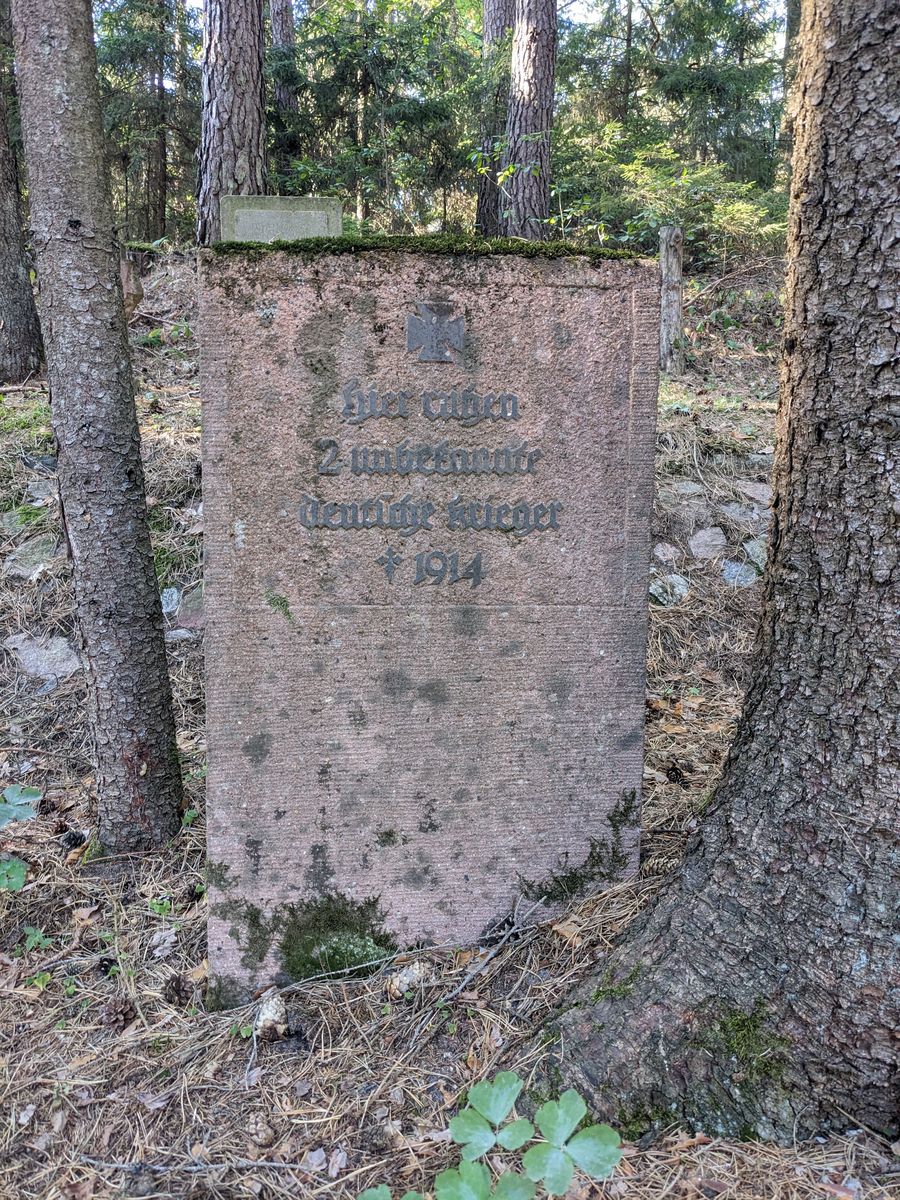 Hier ruhen
2 unbekannte
deutsche Krieger
† 1914